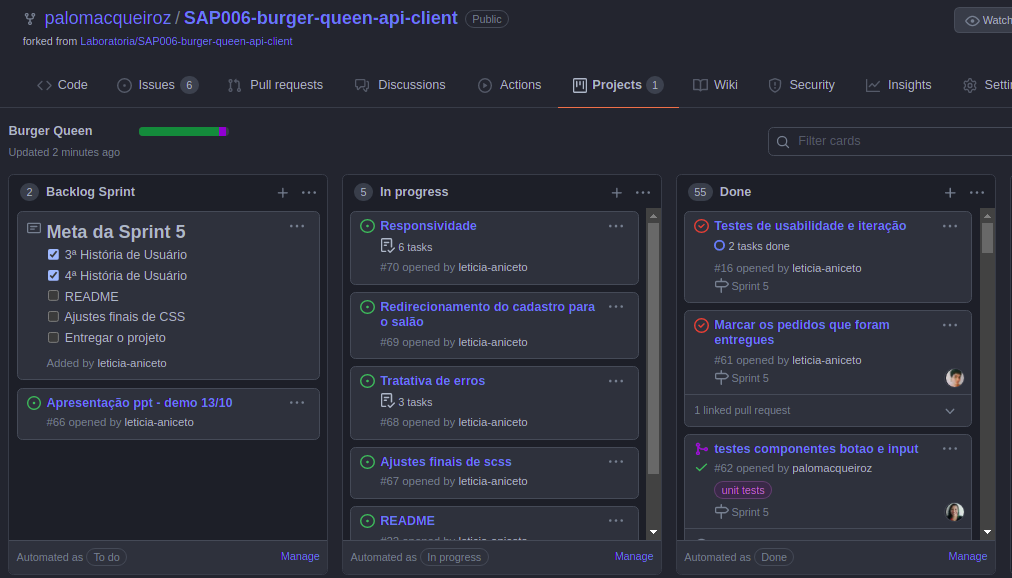 palomacqueiroz / SAP006-burger-queen-api-client Public
Watch
forked from Laboratoria/SAP006-burger-queen-api-client
Code Issues 6 Pull requests Discussions Actions Projects 1 Wiki Security Insights Setti
Burger Queen
Updated 2 minutes ago
Filter cards
2 Backlog Sprint
Meta da Sprint 5
3ª História de Usuário
4ª História de Usuário
README
Ajustes finais de CSS
Entregar o projeto
Added by leticia-aniceto
Apresentação ppt - demo 13/10
#66 opened by leticia-aniceto
Automated as To do Manage
5 In progress
Responsividade
6 tasks
#70 opened by leticia-aniceto
Redirecionamento do cadastro para
o salão
#69 opened by leticia-aniceto
Tratativa de erros
3 tasks
#68 opened by leticia-aniceto
Ajustes finais de scss
#67 opened by leticia-aniceto
README
opened by leticia-aniceto
Automated as In progress Manage
55 Done
Testes de usabilidade e iteração
2 tasks done
#16 opened by leticia-aniceto
Sprint 5
Marcar os pedidos que foram
entregues
#61 opened by leticia-aniceto
Sprint 5
1 linked pull request
testes componentes botao e input
#62 opened by palomacqueiroz
unit tests
Sprint 5
Automated as Done Manage